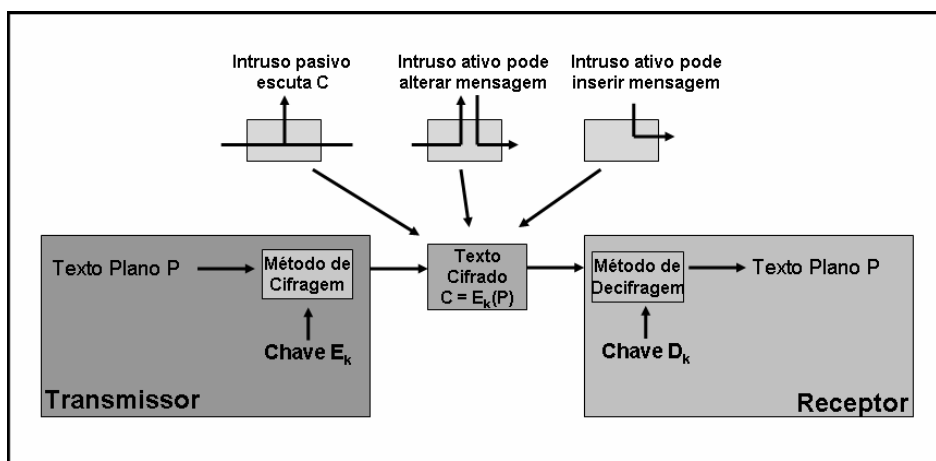 Intruso pasivo
escuta C
Intruso ativo pode
alterar mensagem
Intruso ativo pode
inserir mensagem
Texto Plano P
Método de
Cifragem
Chave Ek
Transmissor
Texto
Cifrado
C = Ek(P)
Método de
Decifragem
Texto Plano P
Chave Dk
Receptor